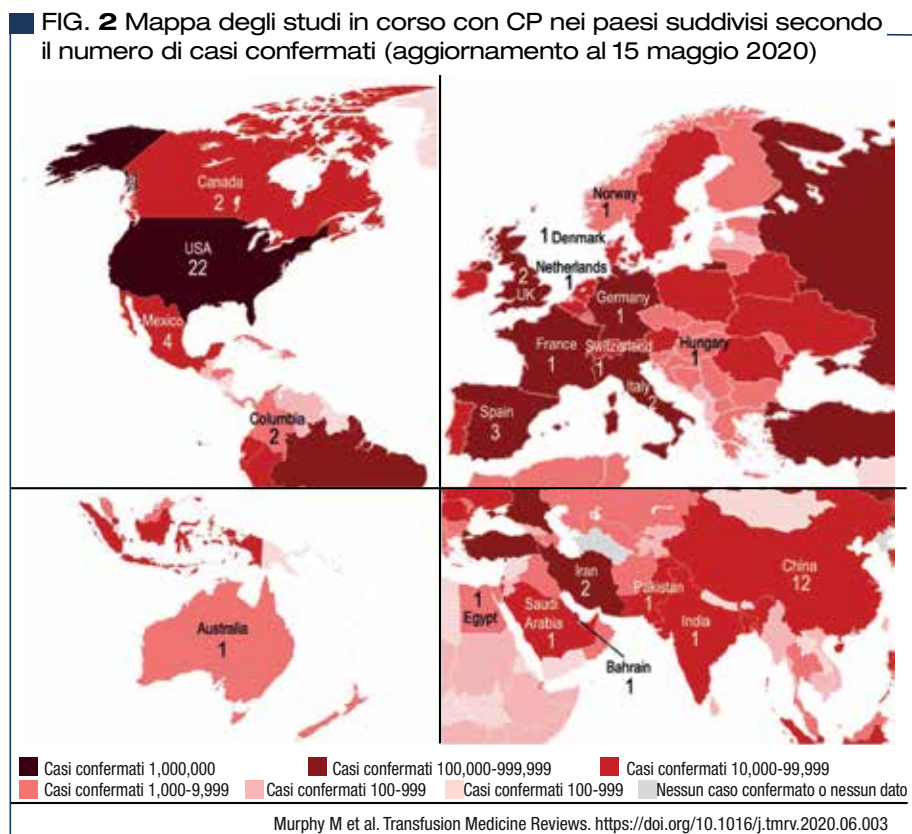 FIG. 2 Mappa degli studi in corso con CP nei paesi suddivisi secondo
il numero di casi confermati (aggiornamento al 15 maggio 2020)
Canada
2
USA
22
Mexico
4
Columbia
2
Norway
1
1 Denmark
Netherlands
1
2
UK
Germany
1
France
1
Switzerland
1
Hungary
1
Italy
2
Spain
3
Australia
1
1
Egypt
Iran
2
Saudi
Arabia
1
Pakistan
1
India
1
China
12
Bahrain
1
Casi confermati 1,000,000
Casi confermati 100,000-999,999
Casi confermati 10,000-99,999
Casi confermati 1,000-9,999
Casi confermati 100-999
Casi confermati 100-999
Nessun caso confermato o nessun dato
Murphy M et al. Transfusion Medicine Reviews. https://doi.org/10.1016/j.tmrv.2020.06.003